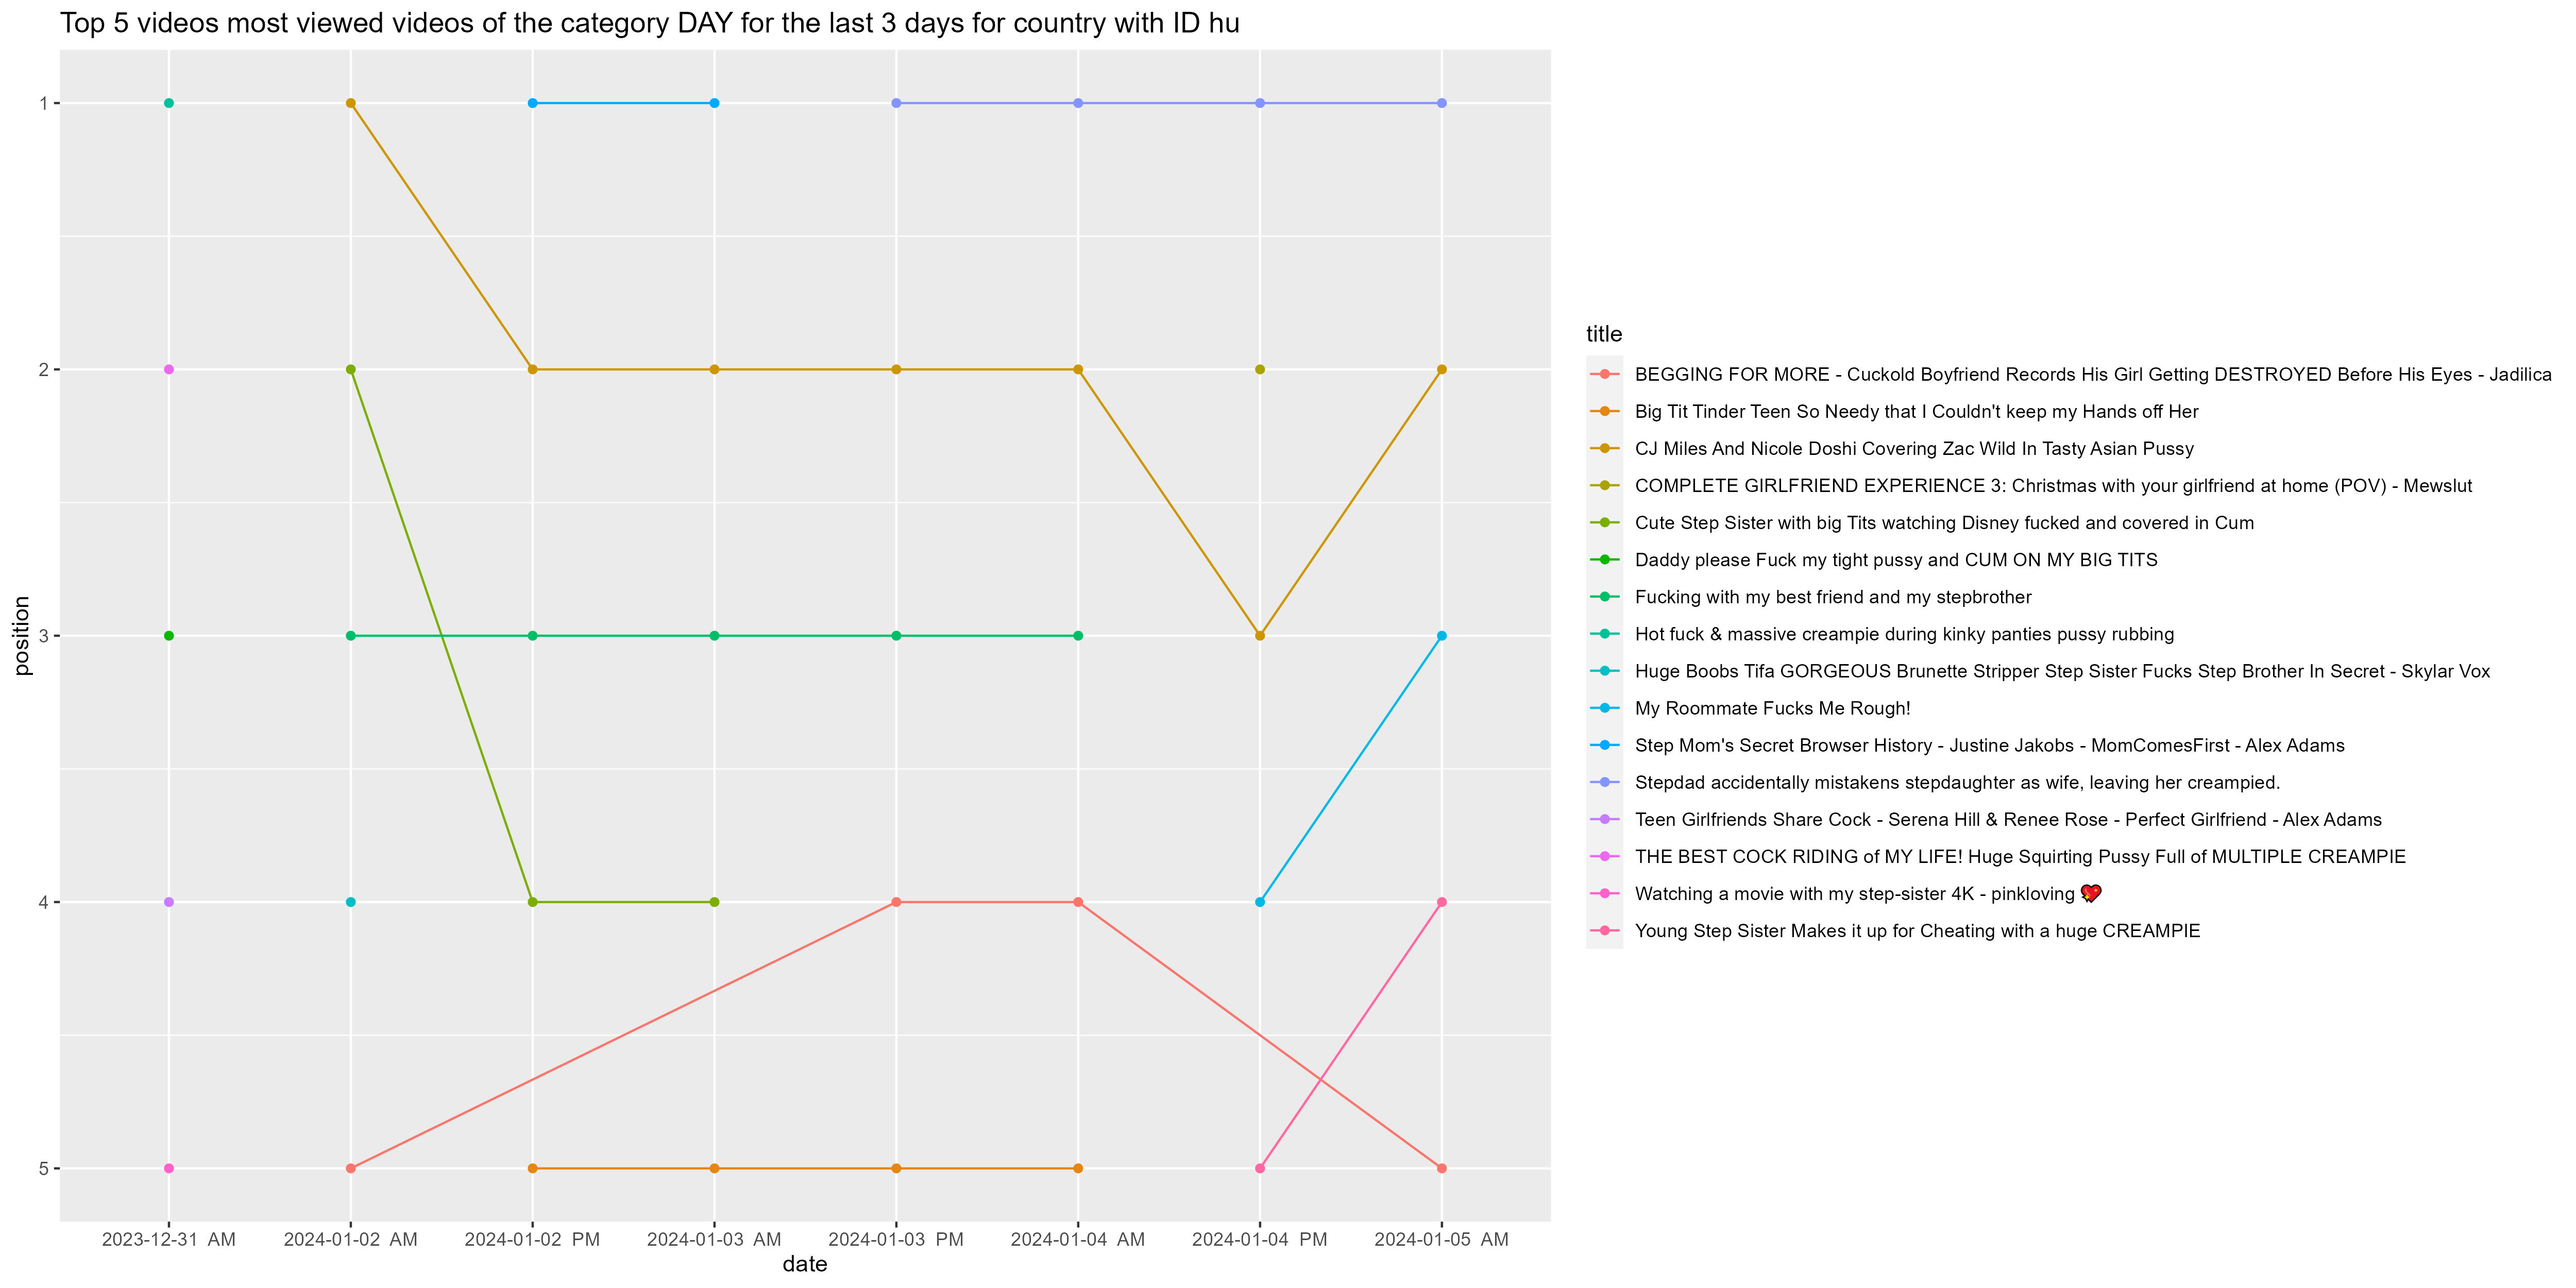 Top 5 videos most viewed videos of the category DAY for the last 3 days for country with ID hu
position
1
2
3
4
5
2023-12-31 AM
2024-01-02 AM
2024-01-02 PM
2024-01-03 AM
2024-01-03 PM
2024-01-04 AM
2024-01-04 PM
2024-01-05 AM
date
title
BEGGING FOR MORE - Cuckold Boyfriend Records His Girl Getting DESTROYED Before His Eyes - Jadilica
Big Tit Tinder Teen So Needy that I Couldn't keep my Hands off Her
CJ Miles And Nicole Doshi Covering Zac Wild In Tasty Asian Pussy
COMPLETE GIRLFRIEND EXPERIENCE 3: Christmas with your girlfriend at home (POV) - Mewslut
Cute Step Sister with big Tits watching Disney fucked and covered in Cum
Daddy please Fuck my tight pussy and CUM ON MY BIG TITS
Fucking with my best friend and my stepbrother
Hot fuck & massive creampie during kinky panties pussy rubbing
Huge Boobs Tifa GORGEOUS Brunette Stripper Step Sister Fucks Step Brother In Secret - Skylar Vox
My Roommate Fucks Me Rough!
Step Mom's Secret Browser History - Justine Jakobs - MomComesFirst - Alex Adams
Stepdad accidentally mistakens stepdaughter as wife, leaving her creampied.
Teen Girlfriends Share Cock - Serena Hill & Renee Rose - Perfect Girlfriend - Alex Adams
THE BEST COCK RIDING of MY LIFE! Huge Squirting Pussy Full of MULTIPLE CREAMPIE
Watching a movie with my step-sister 4K - pinkloving 💖
Young Step Sister Makes it up for Cheating with a huge CREAMPIE